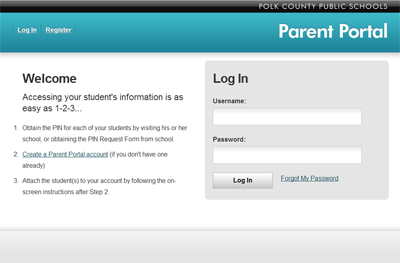 POLK COUNTY PUBLIC SCHOOLS
Log In Register
Parent Portal
Welcome
Accessing your student's information is as
easy as 1-2-3...
1. Obtain the PIN for each of your students by visiting his or her
school, or obtaining the PIN Request Form from school.
2. Create a Parent Portal account (if you don't have one
already)
3. Attach the student(s) to your account by following the on-
screen instructions after Step 2
Log In
Username:
Password:
Log In
Forgot My Password